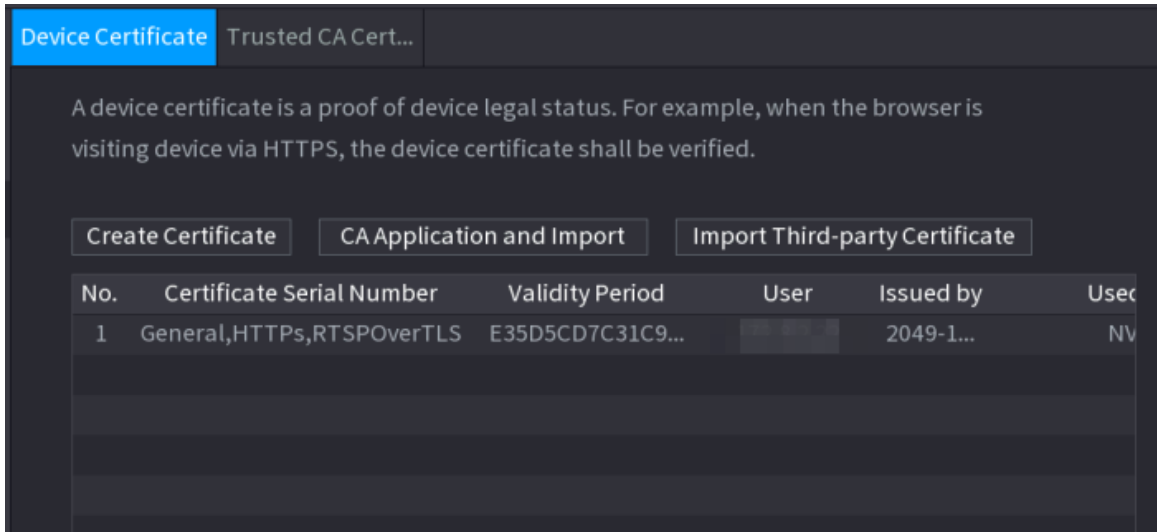 Device Certificate Trusted CA Cert...
A device certificate is a proof of device legal status. For example, when the browser is
visiting device via HTTPS, the device certificate shall be verified.
Create Certificate CA Application and Import Import Third-party Certificate
No. Certificate Serial Number Validity Period User Issued by Used
1 General,HTTPs,RTSPOverTLS E35D5CD7C31C9... 2049-1... NV